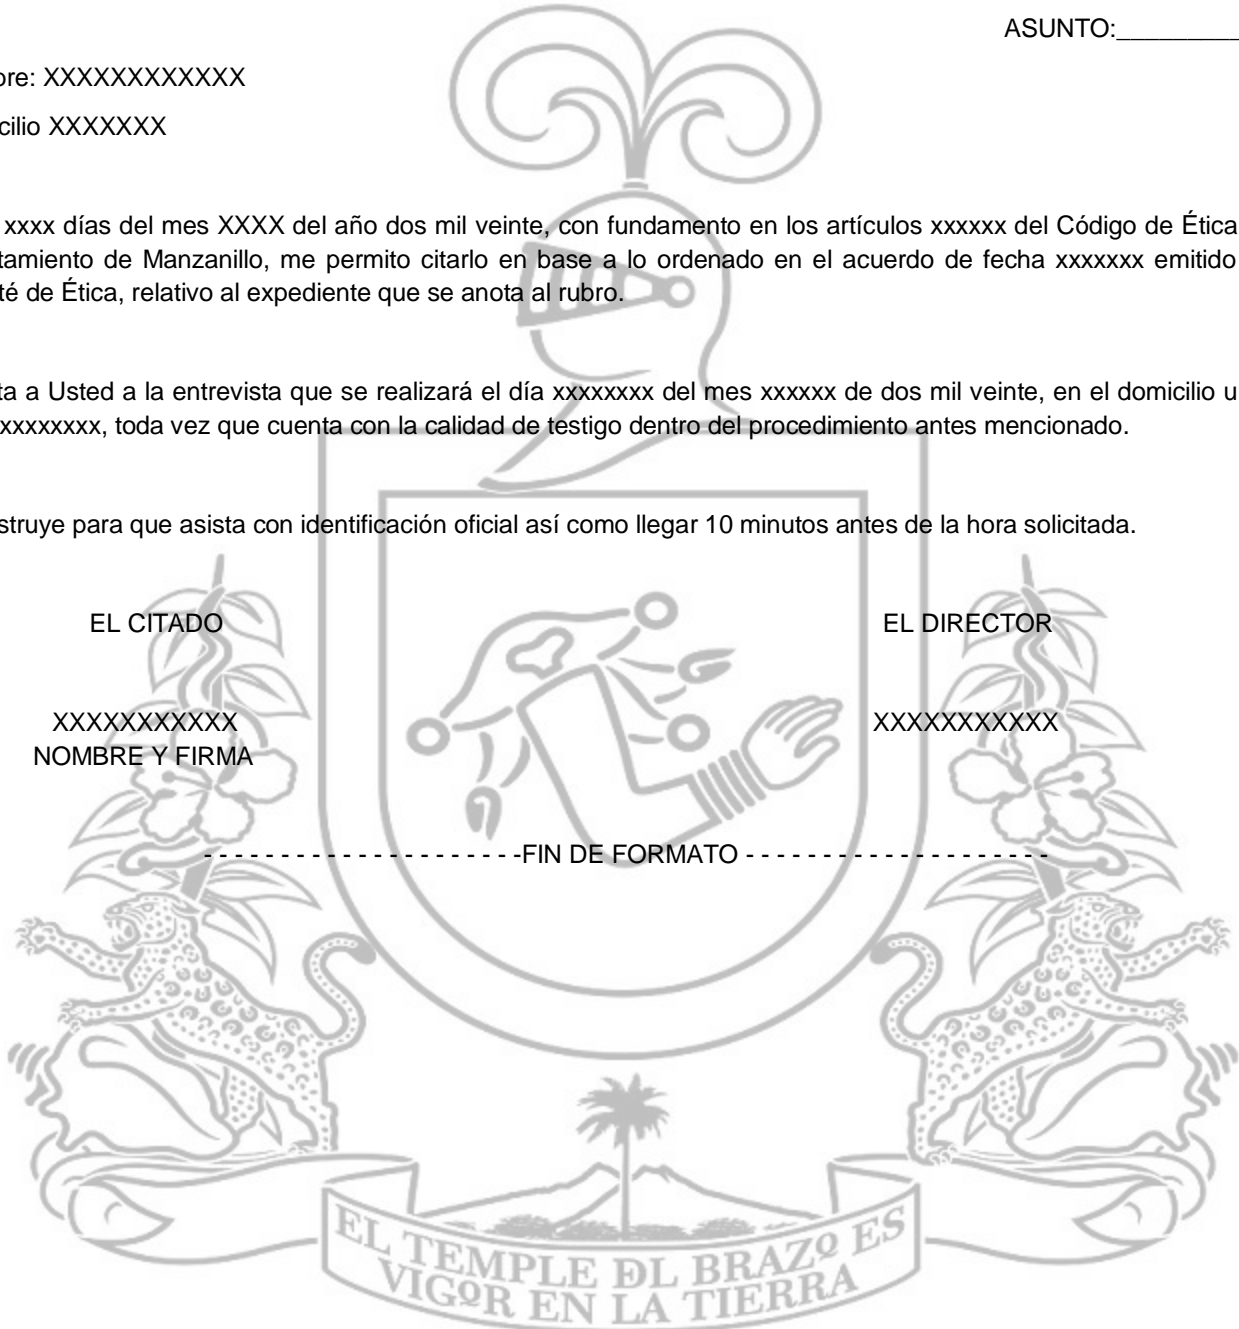 ASUNTO:_________
ore: XXXXXXXXXXXX
cilio XXXXXXX
xxxx días del mes XXXX del año dos mil veinte, con fundamento en los artículos xxxxxx del Código de Ética
tamiento de Manzanillo, me permito citarlo en base a lo ordenado en el acuerdo de fecha xxxxxxx emitido
té de Ética, relativo al expediente que se anota al rubro.
ta a Usted a la entrevista que se realizará el día xxxxxxxx del mes xxxxxx de dos mil veinte, en el domicilio u
xxxxxxxxx, toda vez que cuenta con la calidad de testigo dentro del procedimiento antes mencionado.
struye para que asista con identificación oficial así como llegar 10 minutos antes de la hora solicitada.
EL CITADO EL DIRECTOR
XXXXXXXXXXX XXXXXXXXXXX
NOMBRE Y FIRMA
- - - - - - - - - - - - - - - - - - - - -FIN DE FORMATO - - - - - - - - - - - - - - - - - - - -
EL TEMPLE DL BRAZO ES
VIGOR EN LA TIERRA